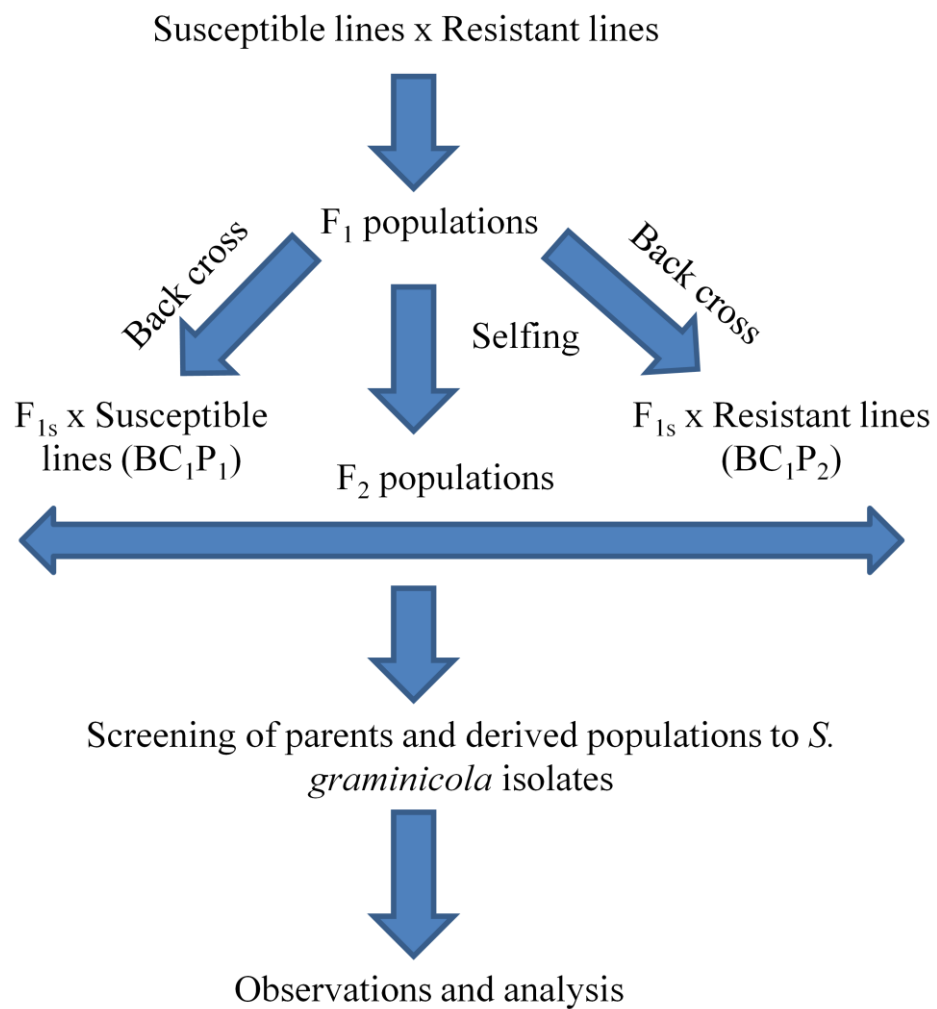 Susceptible lines x Resistant lines
F₁ populations
Back cross
Back cross
Selfing
F₁ₛ x Susceptible
lines (BC₁P₁)
F₁ₛ x Resistant lines
(BC₁P₂)
F₂ populations
Screening of parents and derived populations to S.
graminicola isolates
Observations and analysis